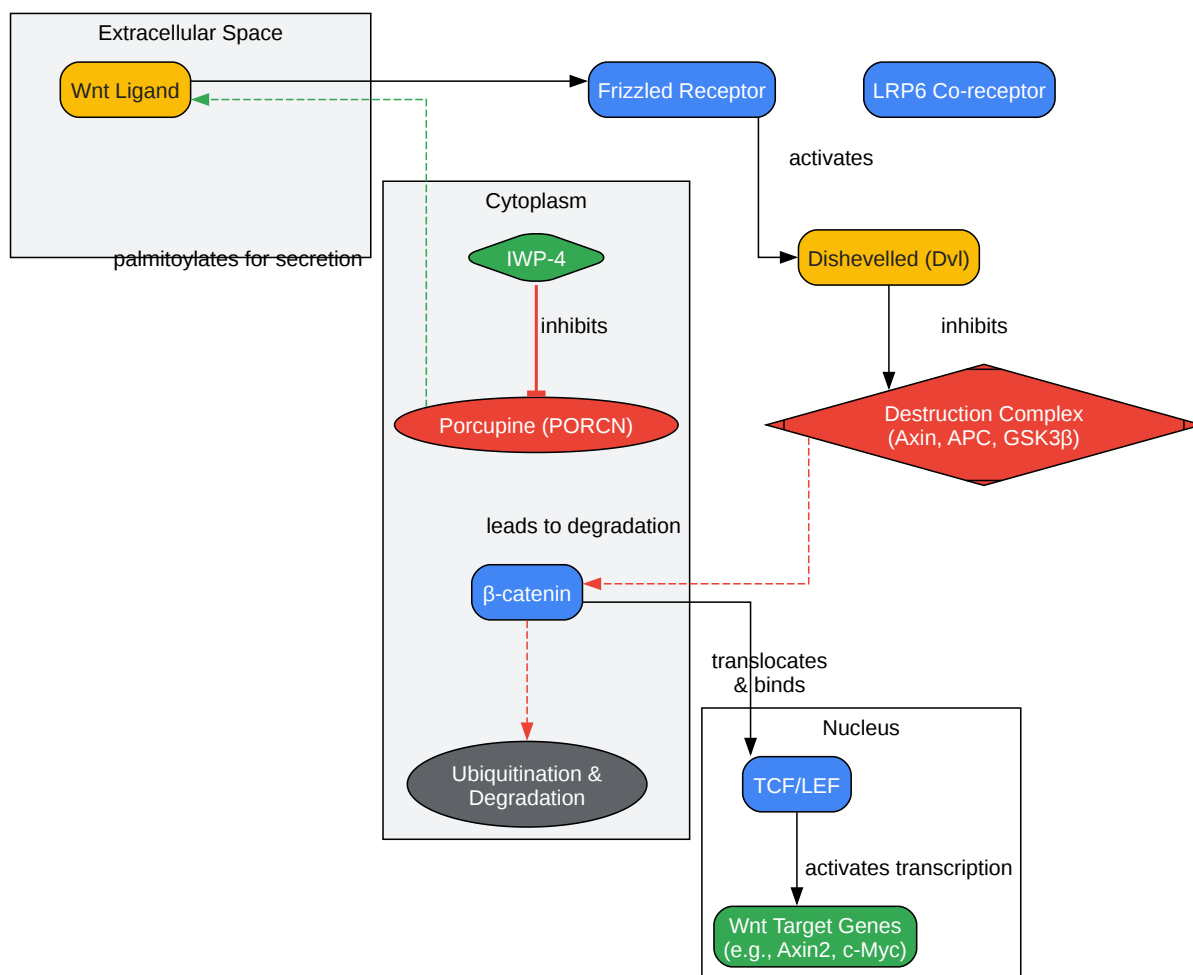 Extracellular Space
Wnt Ligand
Frizzled Receptor
LRP6 Co-receptor
activates
Cytoplasm
palmitoylates for secretion
IWP-4
Dishevelled (Dvl)
inhibits
inhibits
Porcupine (PORCN)
Destruction Complex
(Axin, APC, GSK3β)
leads to degradation
β-catenin
translocates
& binds
Nucleus
Ubiquitination &
Degradation
TCF/LEF
activates transcription
Wnt Target Genes
(e.g., Axin2, c-Myc)